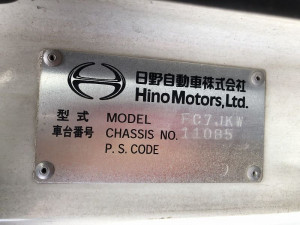 日野自動車株式会社
Hino Motors, Ltd.
型式 MODEL FC7JKW
車台番号 CHASSIS NO. 11085
P. S. CODE